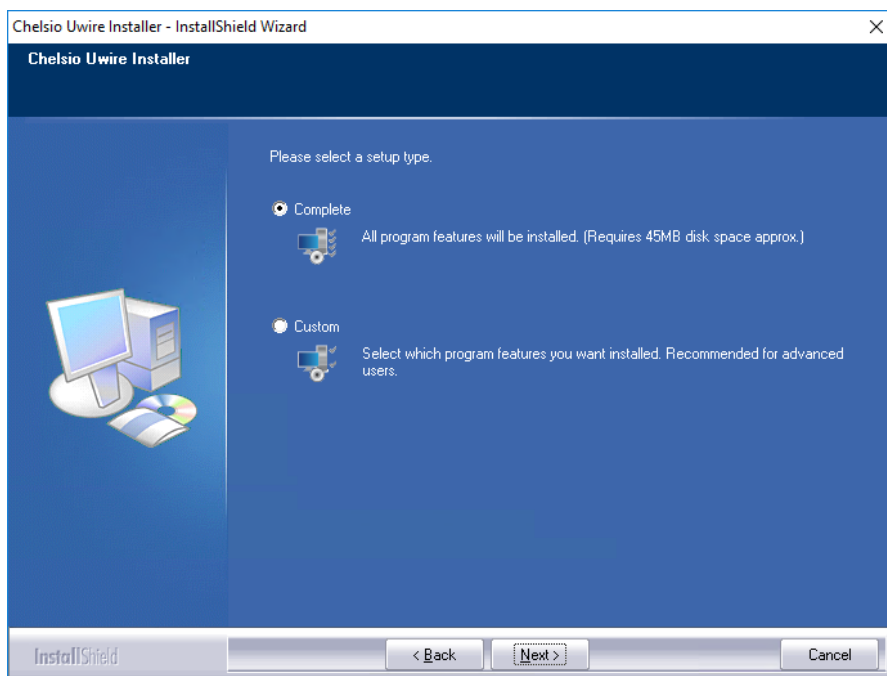 Chelsio Uwire Installer - InstallShield Wizard
Chelsio Uwire Installer
Please select a setup type.
Complete
All program features will be installed. (Requires 45MB disk space approx.)
Custom
Select which program features you want installed. Recommended for advanced
users.
InstallShield
< Back
Next >
Cancel